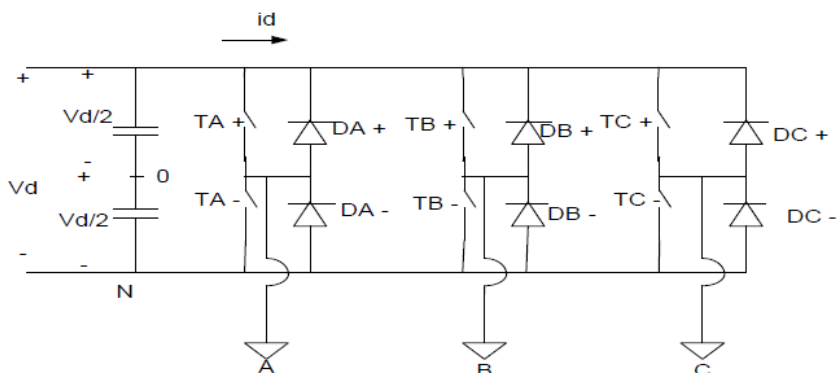 id
+ +
Vd/2 TA + DA + TB + DB + TC + DC +
-
Vd + 0
Vd/2 TA - DA - TB - DB - TC - DC -
- -
N
A B C